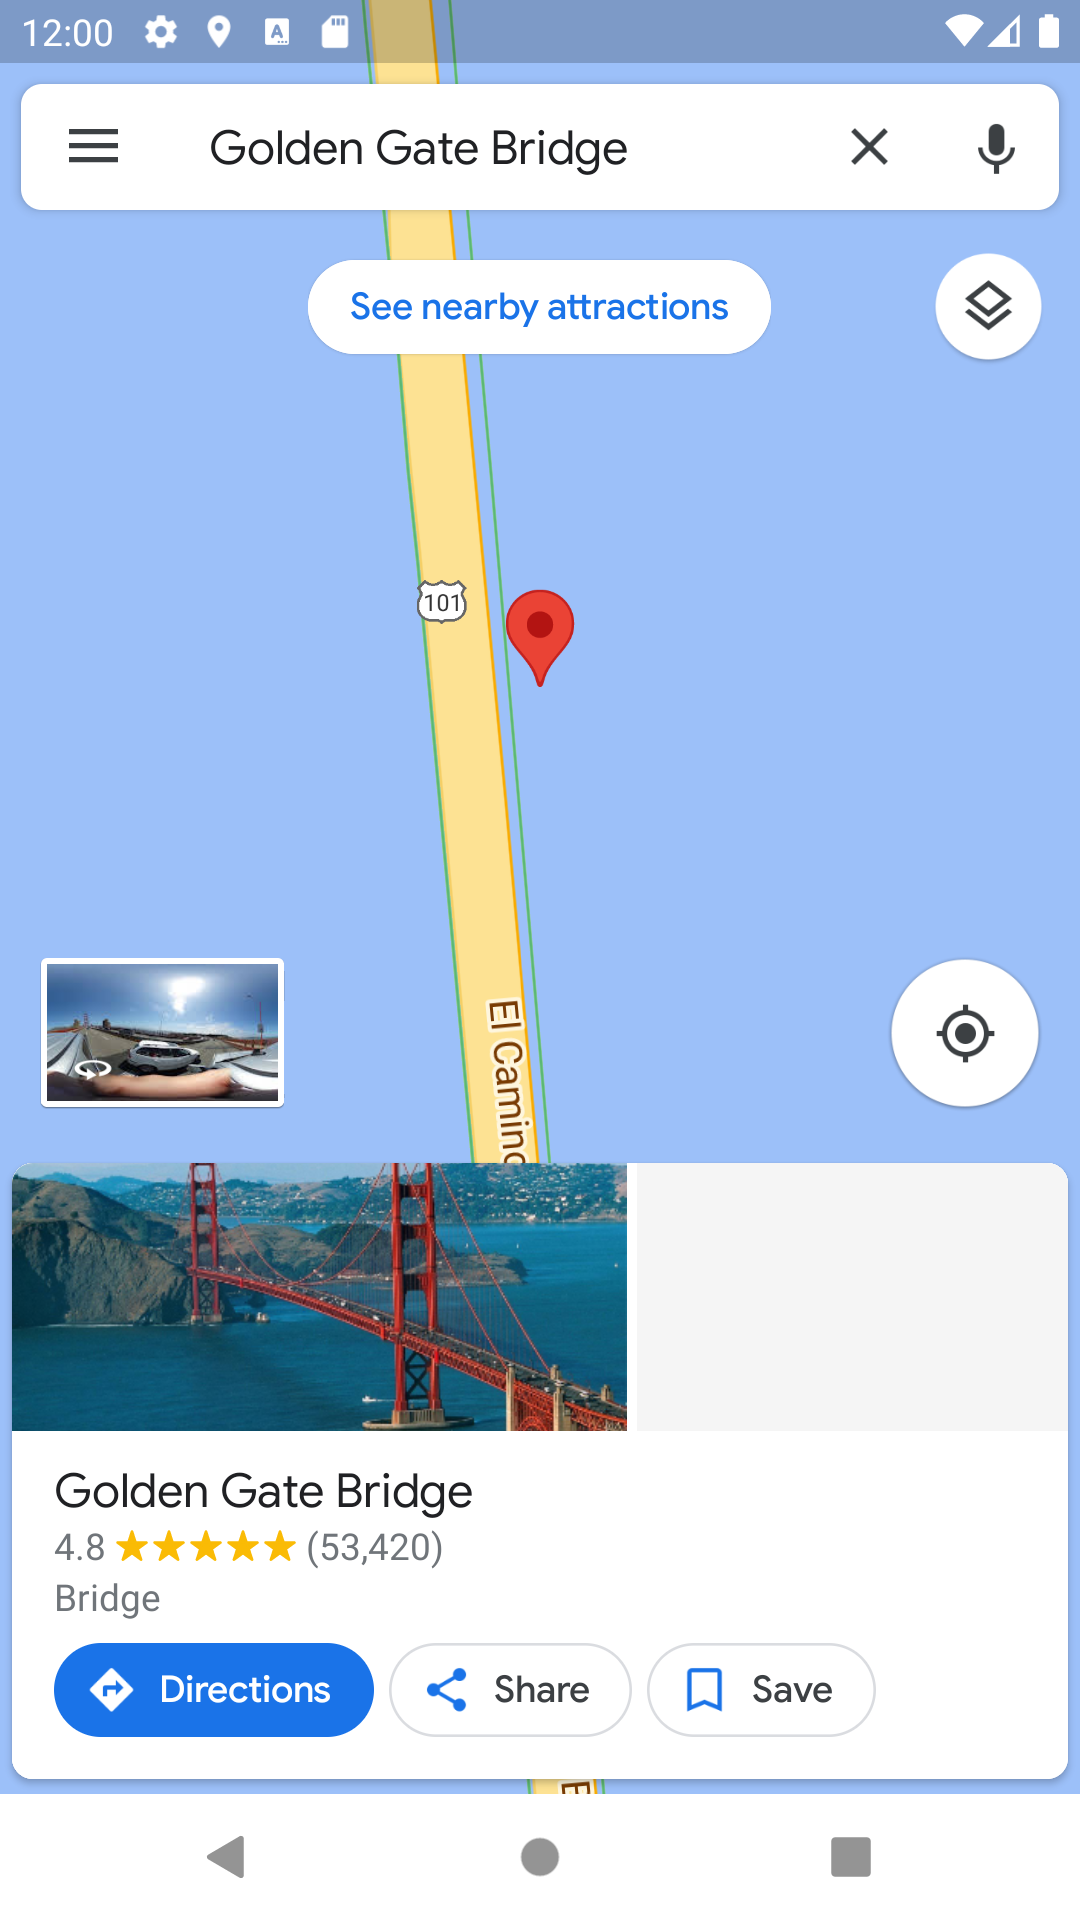 12:00
Golden Gate Bridge
See nearby attractions
101
El Camino
Golden Gate Bridge
4.8 (53,420)
Bridge
Directions Share Save
E